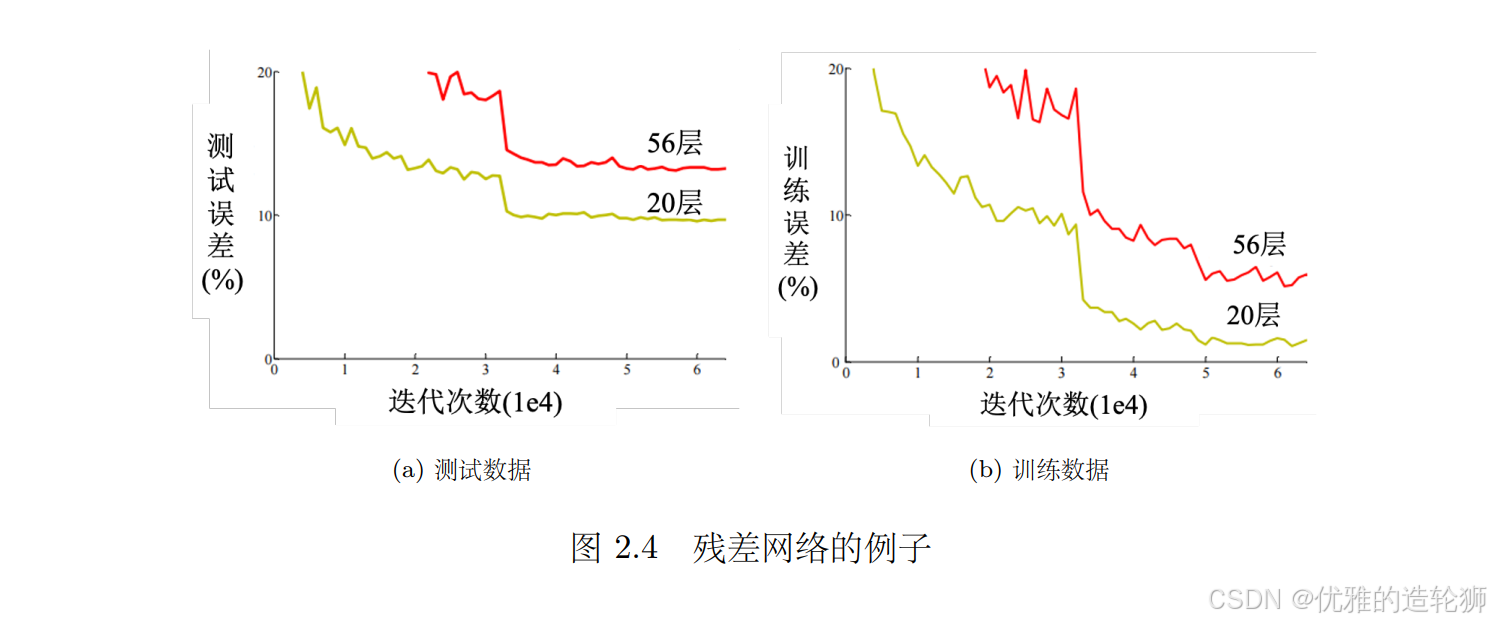 测试误差(%)
20
10
0
0 1 2 3 4 5 6
56层
20层
迭代次数(1e4)
(a) 测试数据
训练误差(%)
20
10
0
0 1 2 3 4 5 6
56层
20层
迭代次数(1e4)
(b) 训练数据
图 2.4 残差网络的例子
CSDN @优雅的造轮狮